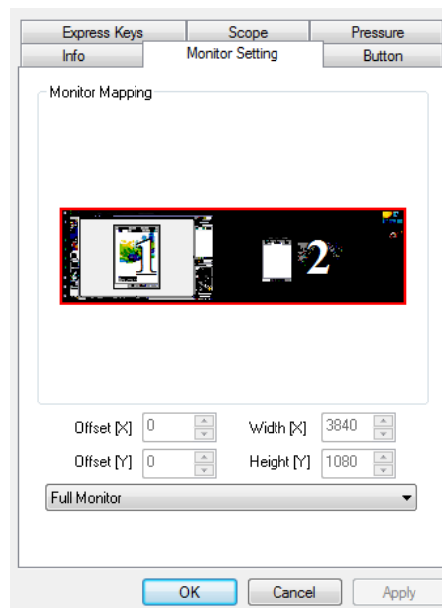 Express Keys Scope Pressure
Info Monitor Setting Button
Monitor Mapping
1 2
Offset [X] 0 Width [X] 3840
Offset [Y] 0 Height [Y] 1080
Full Monitor
OK Cancel Apply